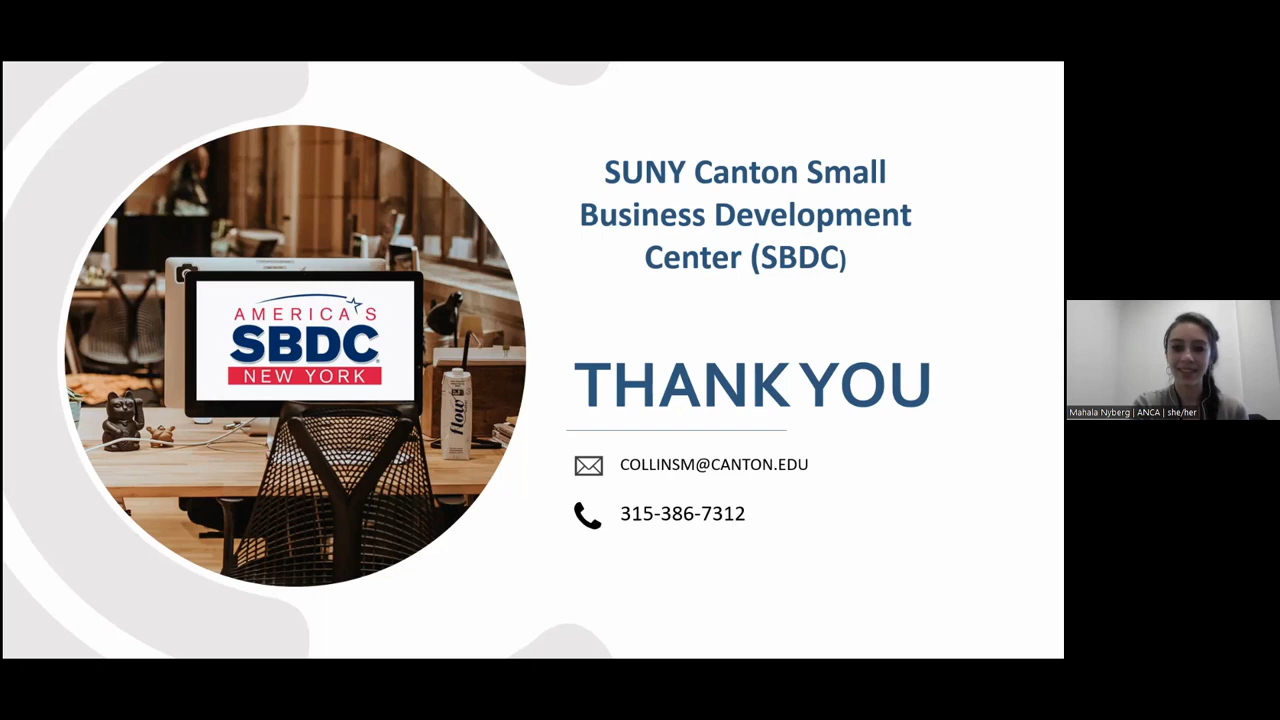 SUNY Canton Small
Business Development
Center (SBDC)
AMERICA'S
SBDC
NEW YORK
flow
THANK YOU
COLLINSM@CANTON.EDU
315-386-7312
Mahala Nyberg | ANCA | she/her